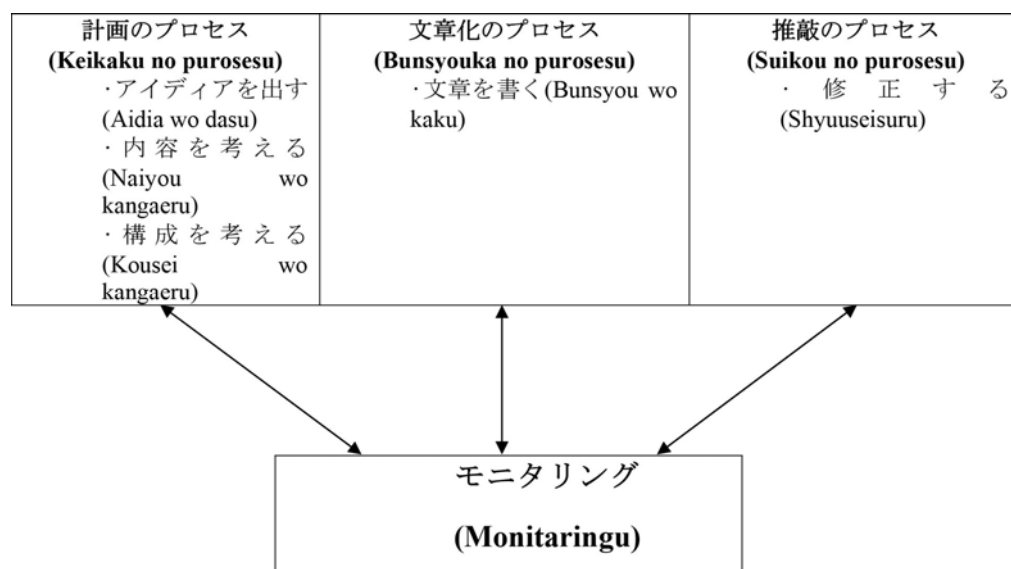 計画のプロセス
(Keikaku no purosesu)
·アイディアを出す
(Aidia wo dasu)
·内容を考える
(Naiyou wo
kangaeru)
·構成を考える
(Kousei wo
kangaeru)
文章化のプロセス
(Bunsyouka no purosesu)
·文章を書く(Bunsyou wo
kaku)
推敲のプロセス
(Suikou no purosesu)
·修正する
(Shyuuseisuru)
モニタリング
(Monitaringu)